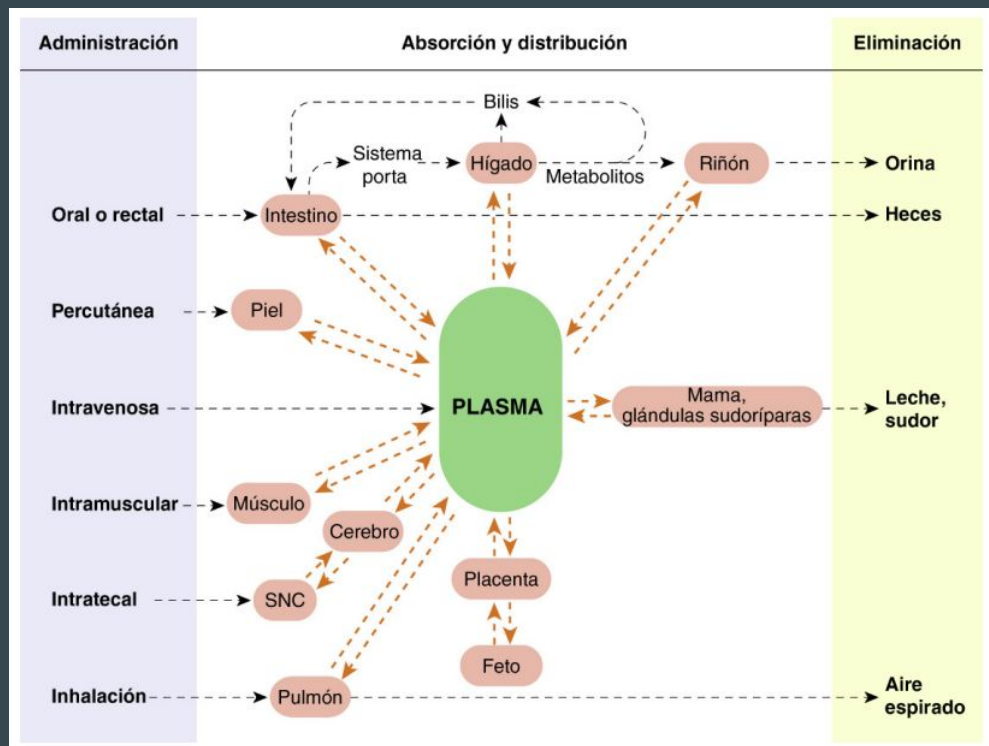 Administración
Absorción y distribución
Eliminación
Bilis
Sistema
porta
Hígado
Metabolitos
Riñón
Orina
Oral o rectal
Intestino
Heces
Percutánea
Piel
Intravenosa
PLASMA
Mama,
glándulas sudoríparas
Leche,
sudor
Intramuscular
Músculo
Cerebro
Placenta
Intratecal
SNC
Feto
Inhalación
Pulmón
Aire
espirado